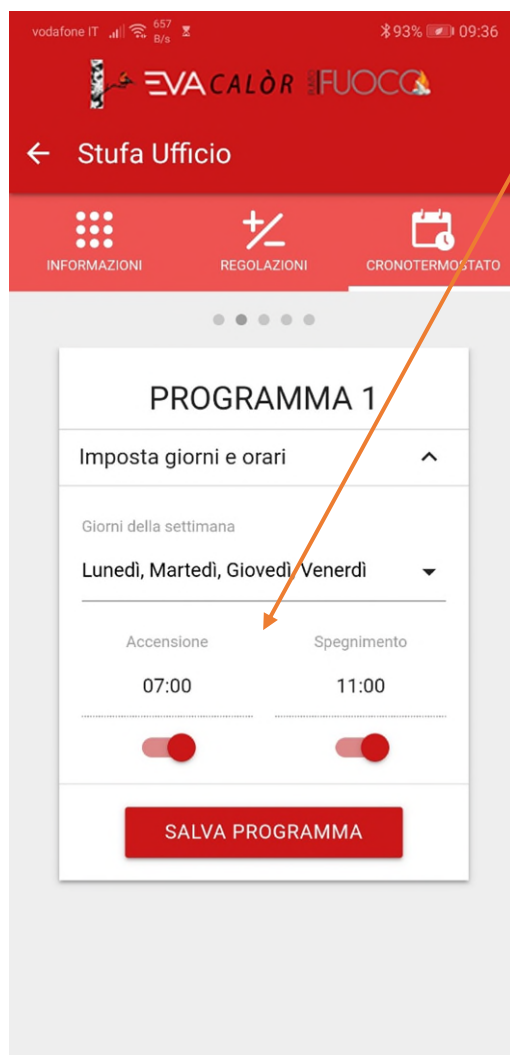 vodafone IT 657 B/s 93% 09:36
EVA CALÒR PUNTO FUOCO
Stufa Ufficio
INFORMAZIONI REGOLAZIONI CRONOTERMOSTATO
PROGRAMMA 1
Imposta giorni e orari
Giorni della settimana
Lunedì, Martedì, Giovedì, Venerdì
Accensione Spegnimento
07:00 11:00
SALVA PROGRAMMA